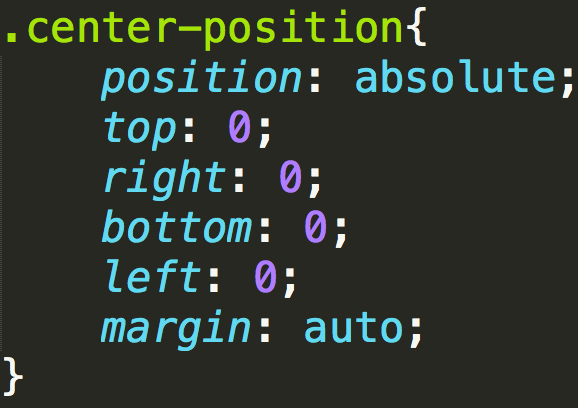 .center-position{
    position: absolute;
    top: 0;
    right: 0;
    bottom: 0;
    left: 0;
    margin: auto;
}